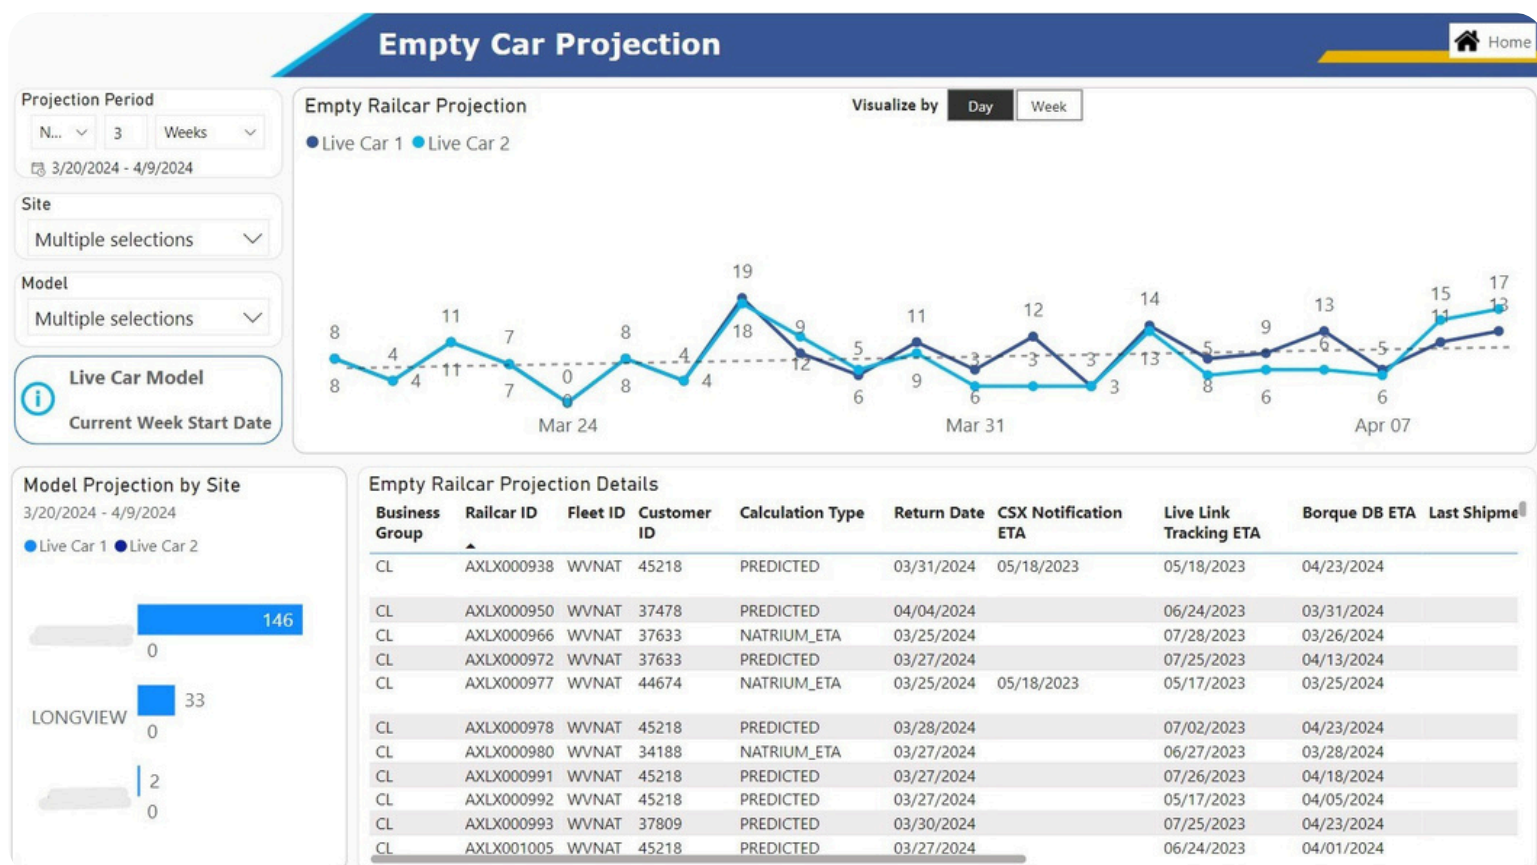 Empty Car Projection
Home
Projection Period
N... 3 Weeks
3/20/2024 - 4/9/2024
Site
Multiple selections
Model
Multiple selections
Live Car Model
Current Week Start Date
Empty Railcar Projection
Visualize by Day Week
Live Car 1 Live Car 2
8 4 11 7 0 8 4 19 9 5 11 3 12 3 14 5 9 13 5 15 17
8 4 11 7 0 8 4 18 12 6 9 6 3 3 13 8 6 6 6 11 13
Mar 24 Mar 31 Apr 07
Model Projection by Site
3/20/2024 - 4/9/2024
Live Car 1 Live Car 2
146
0
LONGVIEW 33
0
2
0
Empty Railcar Projection Details
Business Group Railcar ID Fleet ID Customer ID Calculation Type Return Date CSX Notification ETA Live Link Tracking ETA Borque DB ETA Last Shipme
CL AXLX000938 WVNAT 45218 PREDICTED 03/31/2024 05/18/2023 05/18/2023 04/23/2024
CL AXLX000950 WVNAT 37478 PREDICTED 04/04/2024 06/24/2023 03/31/2024
CL AXLX000966 WVNAT 37633 NATRIUM_ETA 03/25/2024 07/28/2023 03/26/2024
CL AXLX000972 WVNAT 37633 PREDICTED 03/27/2024 07/25/2023 04/13/2024
CL AXLX000977 WVNAT 44674 NATRIUM_ETA 03/25/2024 05/18/2023 05/17/2023 03/25/2024
CL AXLX000978 WVNAT 45218 PREDICTED 03/28/2024 07/02/2023 04/23/2024
CL AXLX000980 WVNAT 34188 NATRIUM_ETA 03/27/2024 06/27/2023 03/28/2024
CL AXLX000991 WVNAT 45218 PREDICTED 03/27/2024 07/26/2023 04/18/2024
CL AXLX000992 WVNAT 45218 PREDICTED 03/27/2024 05/17/2023 04/05/2024
CL AXLX000993 WVNAT 37809 PREDICTED 03/30/2024 07/25/2023 04/23/2024
CL AXLX001005 WVNAT 45218 PREDICTED 03/27/2024 06/24/2023 04/01/2024